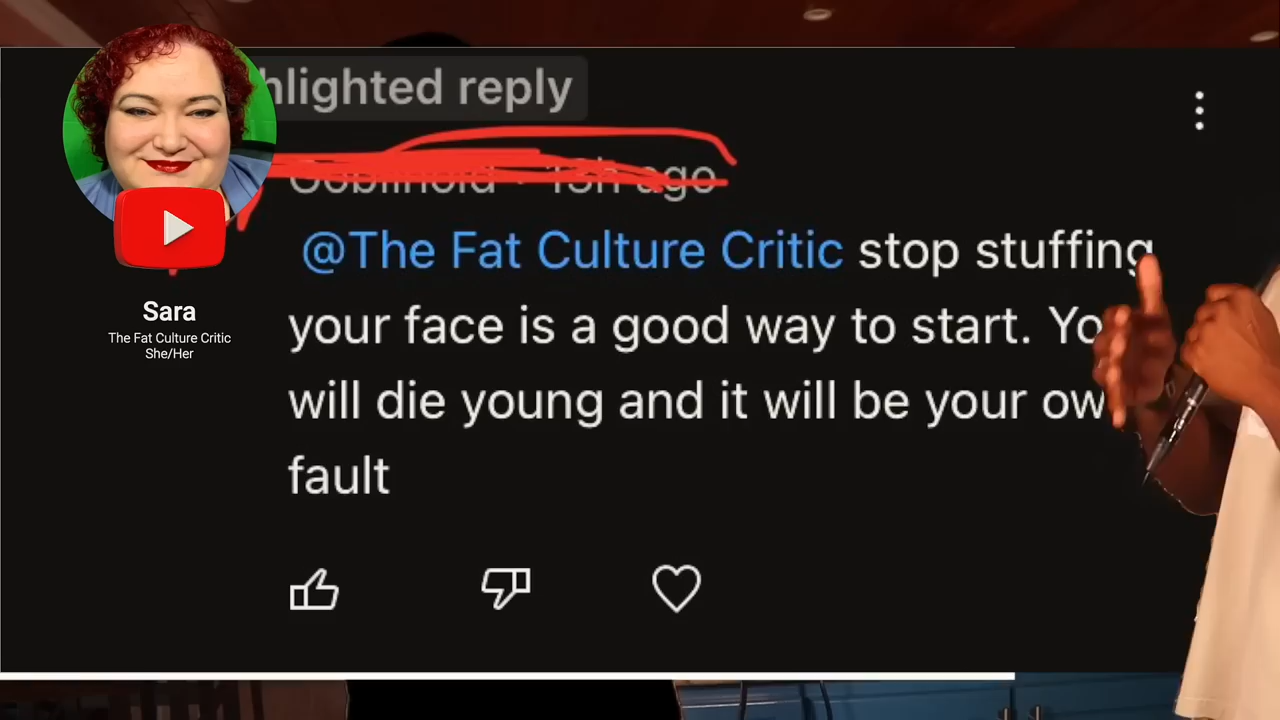 hlighted reply
13h ago
@The Fat Culture Critic stop stuffing
your face is a good way to start. Yo
will die young and it will be your ow
fault
Sara
The Fat Culture Critic
She/Her